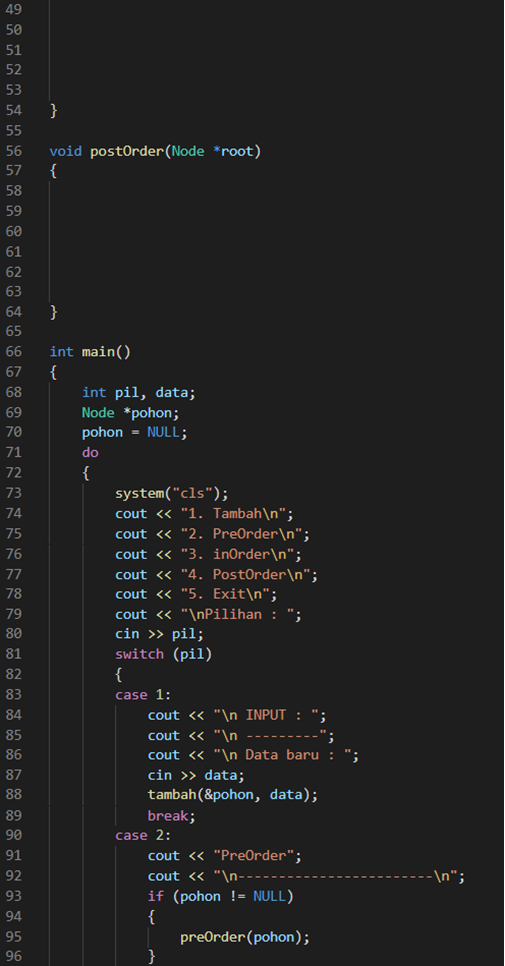 49
50
51
52
53
54 }
55
56 void postOrder(Node *root)
57 {
58
59
60
61
62
63
64 }
65
66 int main()
67 {
68     int pil, data;
69     Node *pohon;
70     pohon = NULL;
71     do
72     {
73         system("cls");
74         cout << "1. Tambah\n";
75         cout << "2. PreOrder\n";
76         cout << "3. inOrder\n";
77         cout << "4. PostOrder\n";
78         cout << "5. Exit\n";
79         cout << "\nPilihan : ";
80         cin >> pil;
81         switch (pil)
82         {
83         case 1:
84             cout << "\n INPUT : ";
85             cout << "\n ---------";
86             cout << "\n Data baru : ";
87             cin >> data;
88             tambah(&pohon, data);
89             break;
90         case 2:
91             cout << "PreOrder";
92             cout << "\n------------------------\n";
93             if (pohon != NULL)
94             {
95                 preOrder(pohon);
96             }